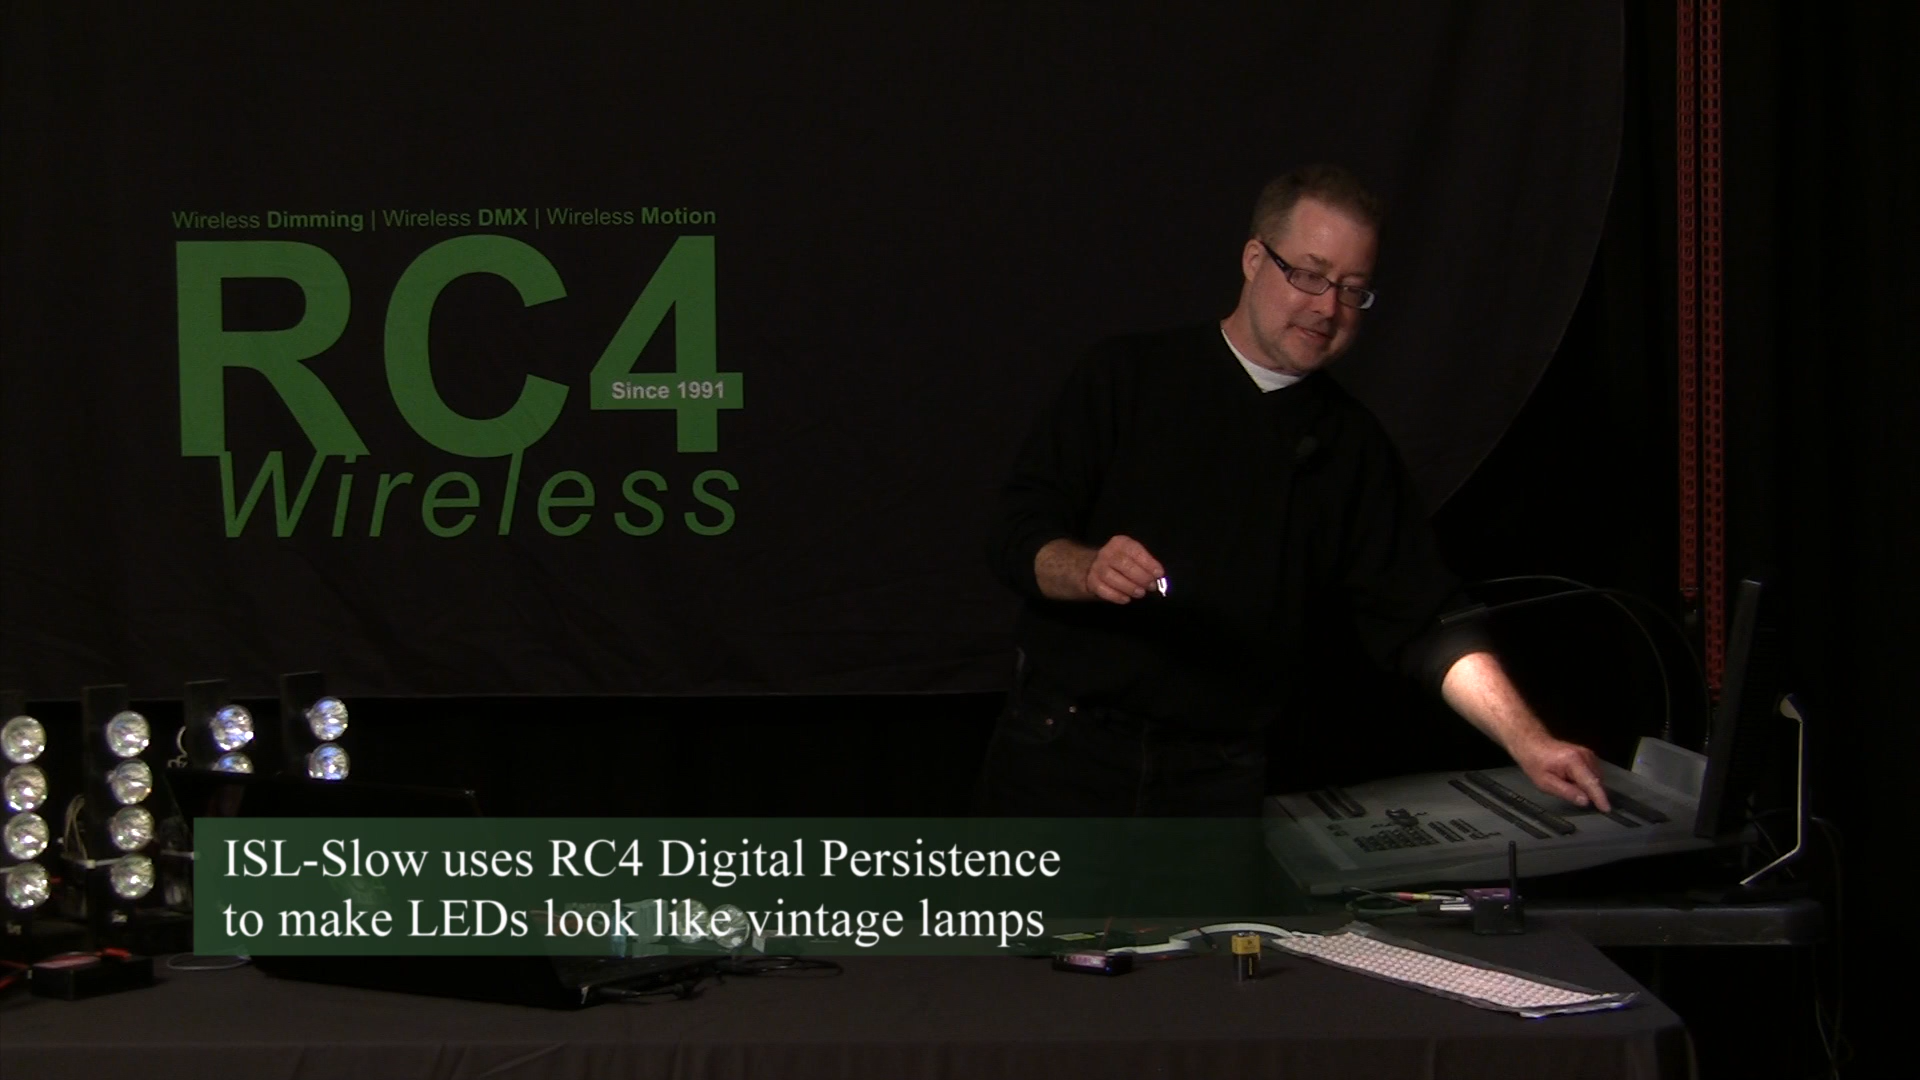 Wireless Dimming | Wireless DMX | Wireless Motion
RC4
Since 1991
Wireless
ISL-Slow uses RC4 Digital Persistence
to make LEDs look like vintage lamps